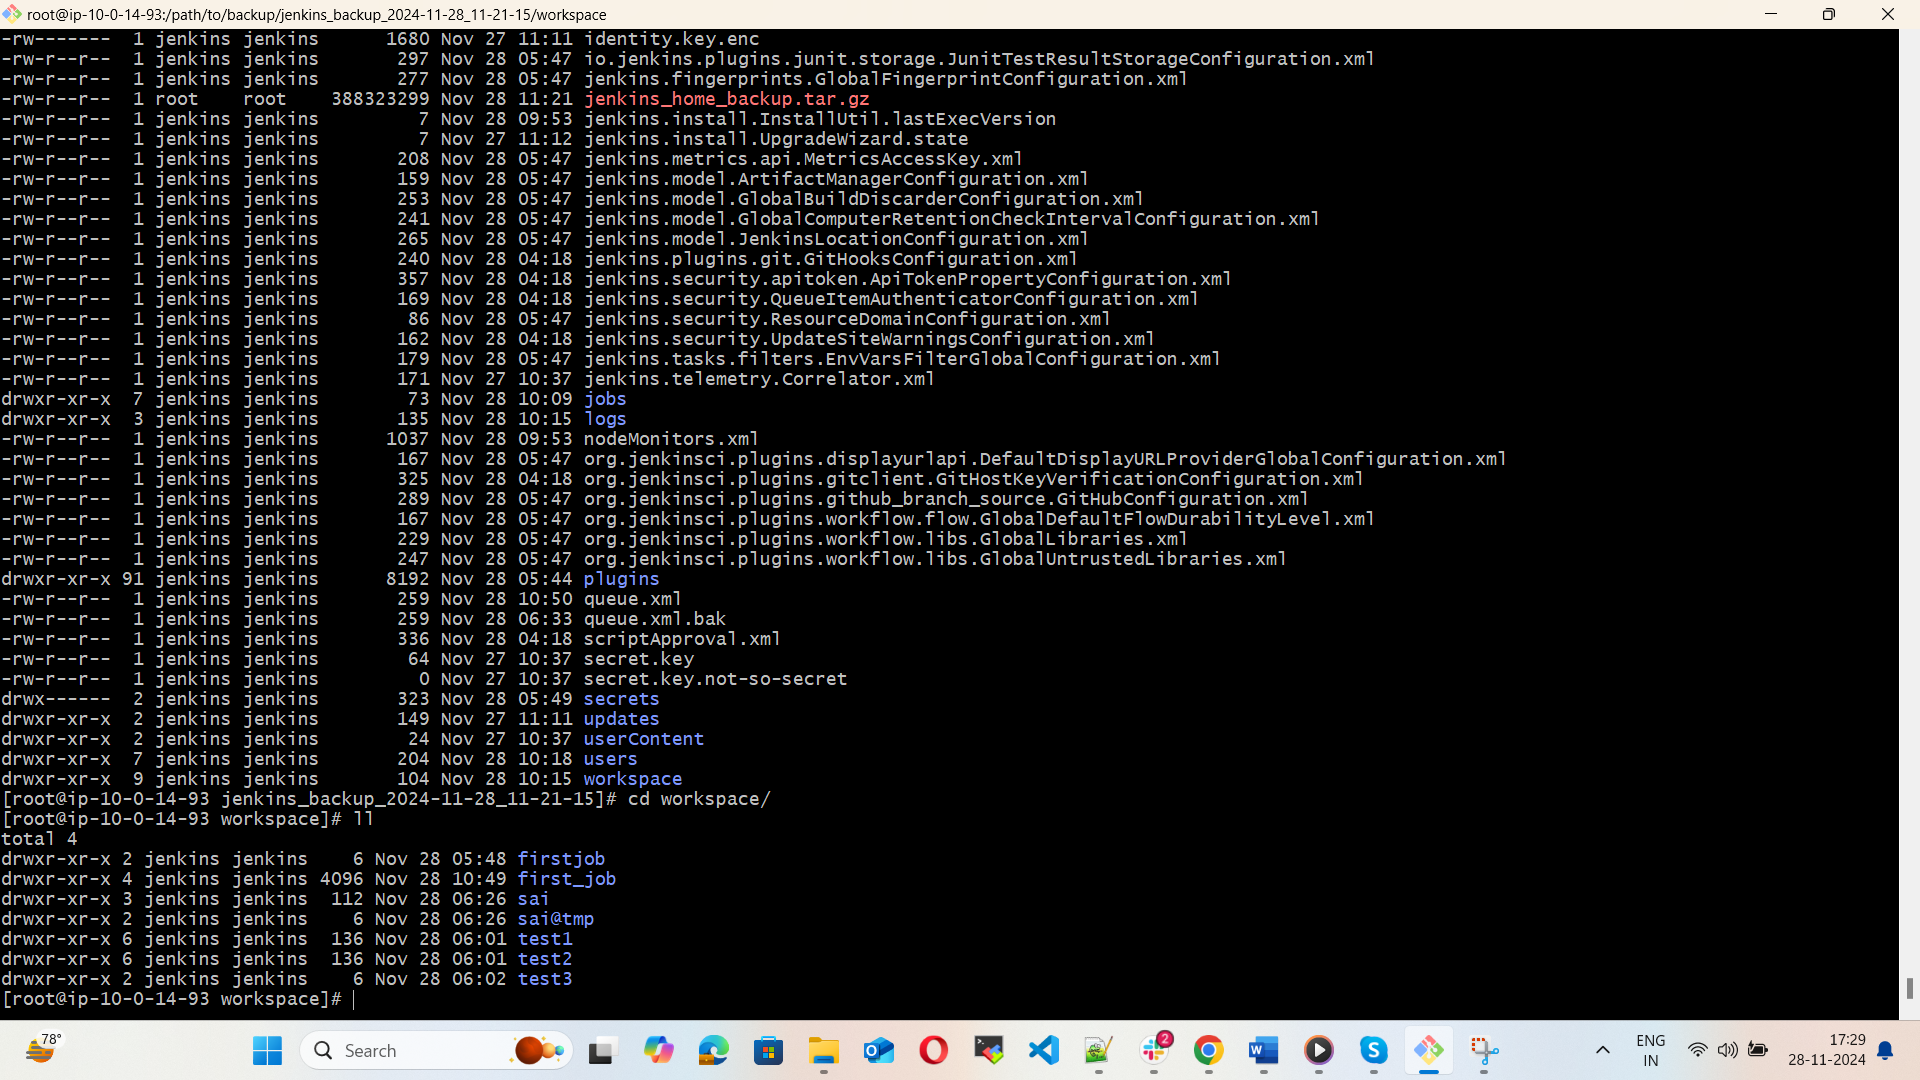 root@ip-10-0-14-93:/path/to/backup/jenkins_backup_2024-11-28_11-21-15/workspace
-rw-------  1 jenkins jenkins      1680 Nov 27 11:11 identity.key.enc
-rw-r--r--  1 jenkins jenkins       297 Nov 28 05:47 io.jenkins.plugins.junit.storage.JunitTestResultStorageConfiguration.xml
-rw-r--r--  1 jenkins jenkins       277 Nov 28 05:47 jenkins.fingerprints.GlobalFingerprintConfiguration.xml
-rw-r--r--  1 root    root    388323299 Nov 28 11:21 jenkins_home_backup.tar.gz
-rw-r--r--  1 jenkins jenkins         7 Nov 28 09:53 jenkins.install.InstallUtil.lastExecVersion
-rw-r--r--  1 jenkins jenkins         7 Nov 27 11:12 jenkins.install.UpgradeWizard.state
-rw-r--r--  1 jenkins jenkins       208 Nov 28 05:47 jenkins.metrics.api.MetricsAccessKey.xml
-rw-r--r--  1 jenkins jenkins       159 Nov 28 05:47 jenkins.model.ArtifactManagerConfiguration.xml
-rw-r--r--  1 jenkins jenkins       253 Nov 28 05:47 jenkins.model.GlobalBuildDiscarderConfiguration.xml
-rw-r--r--  1 jenkins jenkins       241 Nov 28 05:47 jenkins.model.GlobalComputerRetentionCheckIntervalConfiguration.xml
-rw-r--r--  1 jenkins jenkins       265 Nov 28 05:47 jenkins.model.JenkinsLocationConfiguration.xml
-rw-r--r--  1 jenkins jenkins       240 Nov 28 04:18 jenkins.plugins.git.GitHooksConfiguration.xml
-rw-r--r--  1 jenkins jenkins       357 Nov 28 04:18 jenkins.security.apitoken.ApiTokenPropertyConfiguration.xml
-rw-r--r--  1 jenkins jenkins       169 Nov 28 04:18 jenkins.security.QueueItemAuthenticatorConfiguration.xml
-rw-r--r--  1 jenkins jenkins        86 Nov 28 05:47 jenkins.security.ResourceDomainConfiguration.xml
-rw-r--r--  1 jenkins jenkins       162 Nov 28 04:18 jenkins.security.UpdateSiteWarningsConfiguration.xml
-rw-r--r--  1 jenkins jenkins       179 Nov 28 05:47 jenkins.tasks.filters.EnvVarsFilterGlobalConfiguration.xml
-rw-r--r--  1 jenkins jenkins       171 Nov 27 10:37 jenkins.telemetry.Correlator.xml
drwxr-xr-x  7 jenkins jenkins        73 Nov 28 10:09 jobs
drwxr-xr-x  3 jenkins jenkins       135 Nov 28 10:15 logs
-rw-r--r--  1 jenkins jenkins      1037 Nov 28 09:53 nodeMonitors.xml
-rw-r--r--  1 jenkins jenkins       167 Nov 28 05:47 org.jenkinsci.plugins.displayurlapi.DefaultDisplayURLProviderGlobalConfiguration.xml
-rw-r--r--  1 jenkins jenkins       325 Nov 28 04:18 org.jenkinsci.plugins.gitclient.GitHostKeyVerificationConfiguration.xml
-rw-r--r--  1 jenkins jenkins       289 Nov 28 05:47 org.jenkinsci.plugins.github_branch_source.GitHubConfiguration.xml
-rw-r--r--  1 jenkins jenkins       167 Nov 28 05:47 org.jenkinsci.plugins.workflow.flow.GlobalDefaultFlowDurabilityLevel.xml
-rw-r--r--  1 jenkins jenkins       229 Nov 28 05:47 org.jenkinsci.plugins.workflow.libs.GlobalLibraries.xml
-rw-r--r--  1 jenkins jenkins       247 Nov 28 05:47 org.jenkinsci.plugins.workflow.libs.GlobalUntrustedLibraries.xml
drwxr-xr-x 91 jenkins jenkins      8192 Nov 28 05:44 plugins
-rw-r--r--  1 jenkins jenkins       259 Nov 28 10:50 queue.xml
-rw-r--r--  1 jenkins jenkins       259 Nov 28 06:33 queue.xml.bak
-rw-r--r--  1 jenkins jenkins       336 Nov 28 04:18 scriptApproval.xml
-rw-r--r--  1 jenkins jenkins        64 Nov 27 10:37 secret.key
-rw-r--r--  1 jenkins jenkins         0 Nov 27 10:37 secret.key.not-so-secret
drwx------  2 jenkins jenkins       323 Nov 28 05:49 secrets
drwxr-xr-x  2 jenkins jenkins       149 Nov 27 11:11 updates
drwxr-xr-x  2 jenkins jenkins        24 Nov 27 10:37 userContent
drwxr-xr-x  7 jenkins jenkins       204 Nov 28 10:18 users
drwxr-xr-x  9 jenkins jenkins       104 Nov 28 10:15 workspace
[root@ip-10-0-14-93 jenkins_backup_2024-11-28_11-21-15]# cd workspace/
[root@ip-10-0-14-93 workspace]# ll
total 4
drwxr-xr-x 2 jenkins jenkins    6 Nov 28 05:48 firstjob
drwxr-xr-x 4 jenkins jenkins 4096 Nov 28 10:49 first_job
drwxr-xr-x 3 jenkins jenkins  112 Nov 28 06:26 sai
drwxr-xr-x 2 jenkins jenkins    6 Nov 28 06:26 sai@tmp
drwxr-xr-x 6 jenkins jenkins  136 Nov 28 06:01 test1
drwxr-xr-x 6 jenkins jenkins  136 Nov 28 06:01 test2
drwxr-xr-x 2 jenkins jenkins    6 Nov 28 06:02 test3
[root@ip-10-0-14-93 workspace]#
78°
Search
2
ENG
IN
17:29
28-11-2024